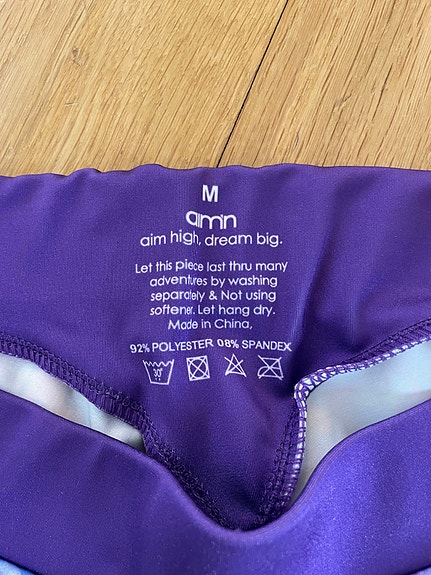 M
aimn
aim high, dream big.
Let this piece last thru many
adventures by washing
separately & Not using
softener. Let hang dry.
Made in China,
92% POLYESTER 08% SPANDEX
30°